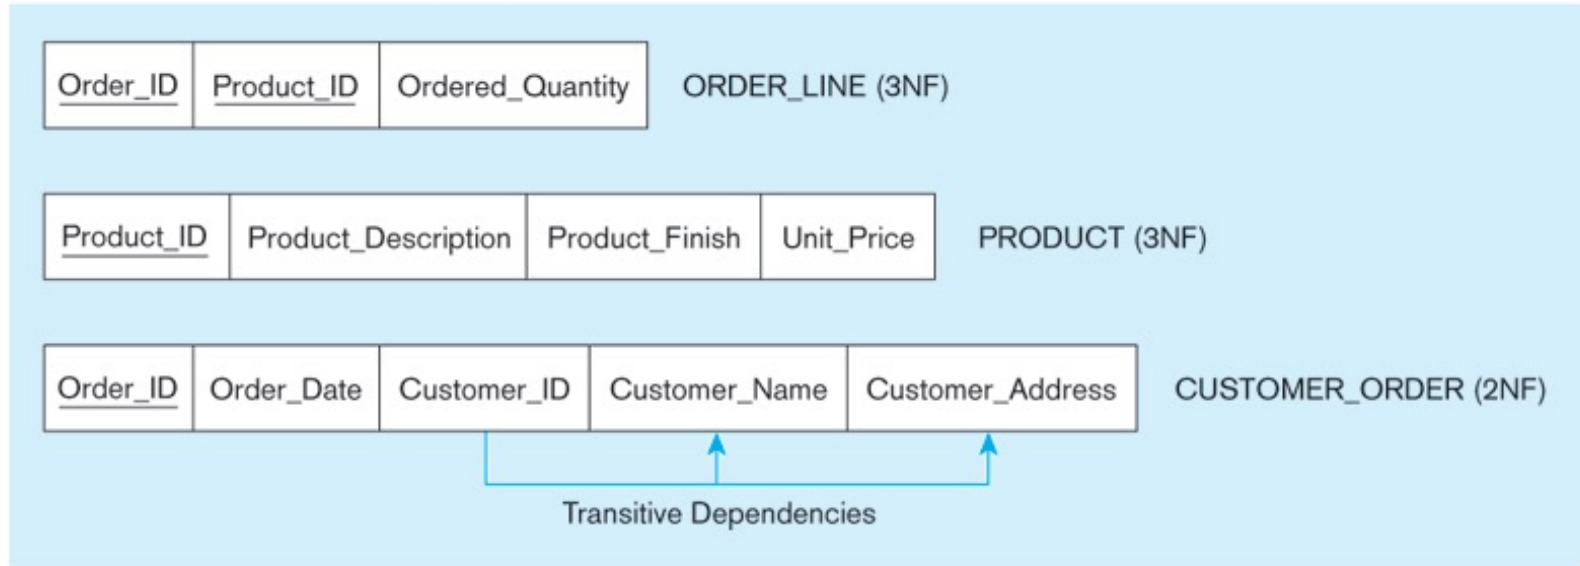 Order_ID Product_ID Ordered_Quantity ORDER_LINE (3NF)
Product_ID Product_Description Product_Finish Unit_Price PRODUCT (3NF)
Order_ID Order_Date Customer_ID Customer_Name Customer_Address CUSTOMER_ORDER (2NF)
Transitive Dependencies